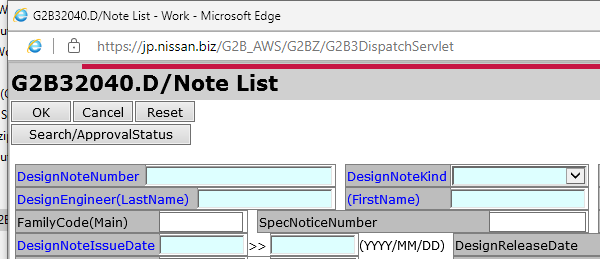 G2B32040.D/Note List - Work - Microsoft Edge
https://jp.nissan.biz/G2B_AWS/G2BZ/G2B3DispatchServlet
G2B32040.D/Note List
OK Cancel Reset
Search/ApprovalStatus
DesignNoteNumber DesignNoteKind
DesignEngineer(LastName) (FirstName)
FamilyCode(Main) SpecNoticeNumber
DesignNoteIssueDate >> (YYYY/MM/DD) DesignReleaseDate